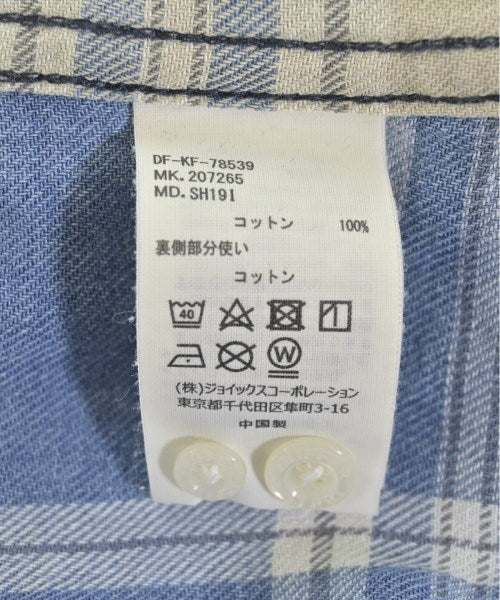 DF-KF-78539
MK.207265
MD.SH19I
コットン 100%
裏側部分使い
コットン
40
W
(株)ジョイックスコーポレーション
東京都千代田区隼町3-16
中国製